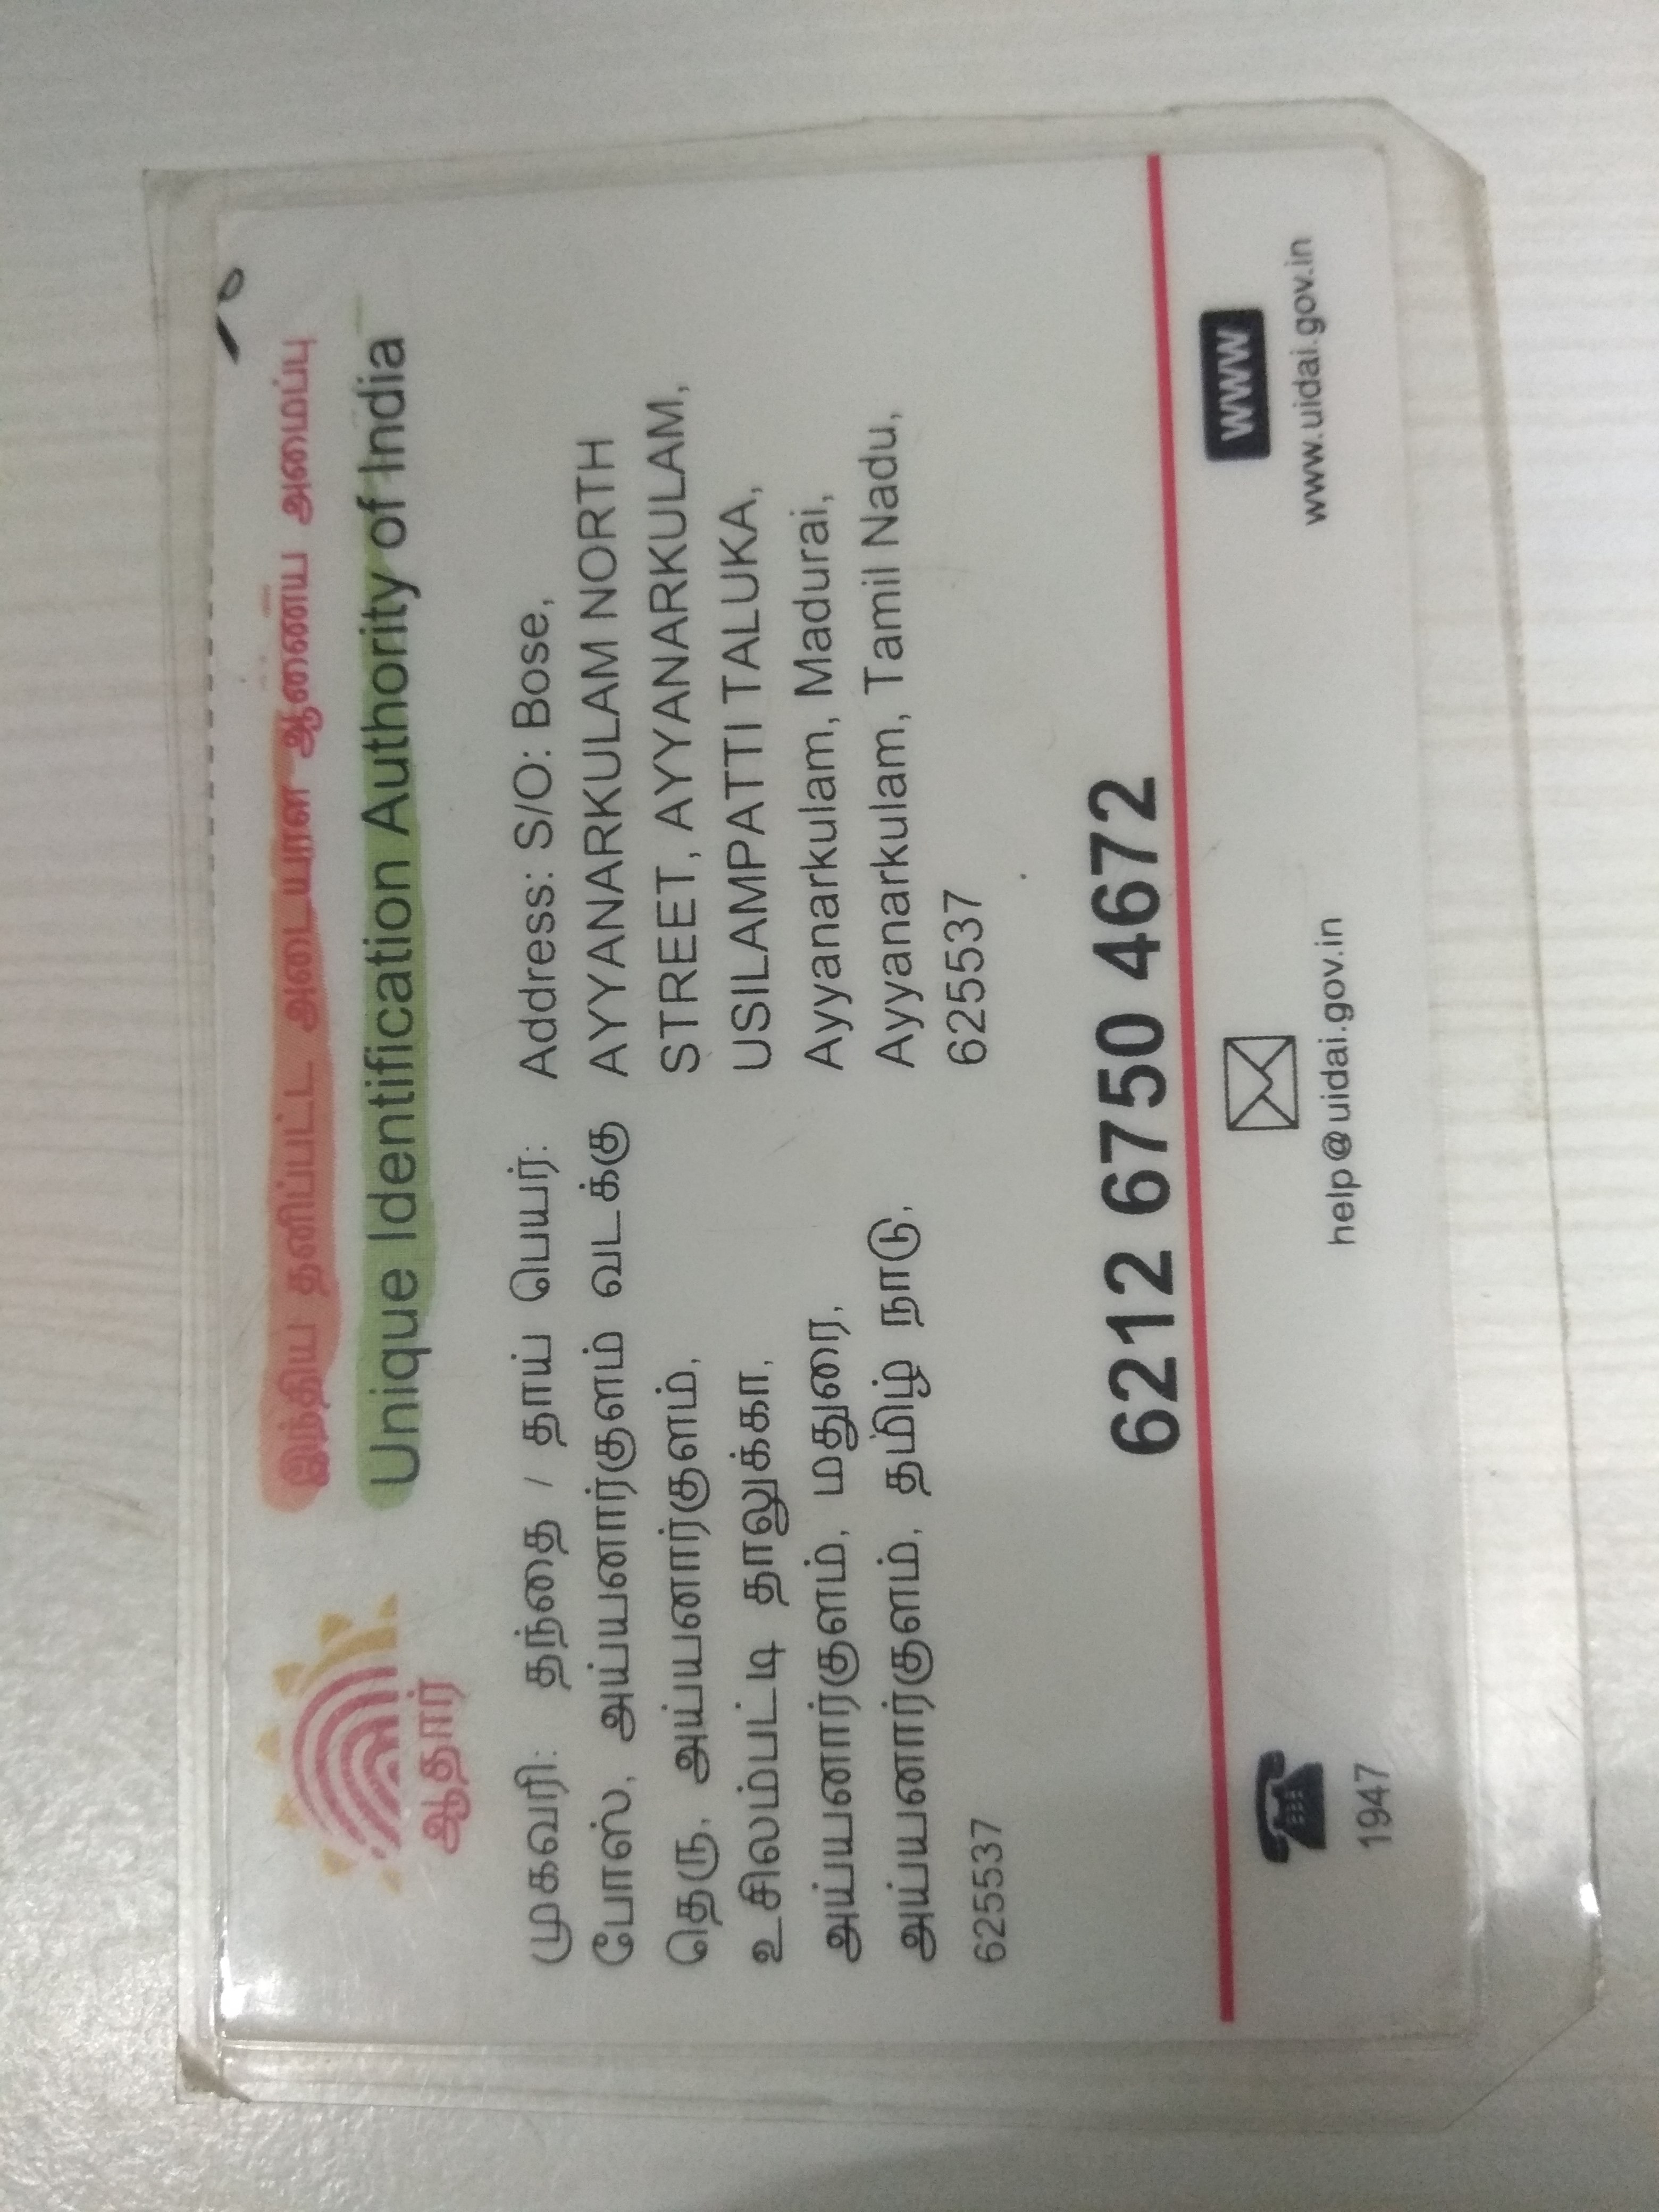 இந்திய தனிப்பட்ட அடையாள ஆணைய அமைப்பு
Unique Identification Authority of India
ஆதார்
முகவரி: தந்தை / தாய் பெயர்:
போஸ், அய்யனார்குளம் வடக்கு
தெரு, அய்யனார்குளம்,
உசிலம்பட்டி தாலுக்கா,
அய்யனார்குளம், மதுரை,
அய்யனார்குளம், தமிழ் நாடு,
625537
Address: S/O: Bose,
AYYANARKULAM NORTH
STREET, AYYANARKULAM,
USILAMPATTI TALUKA,
Ayyanarkulam, Madurai,
Ayyanarkulam, Tamil Nadu,
625537
6212 6750 4672
1947
help@uidai.gov.in
WWW
www.uidai.gov.in